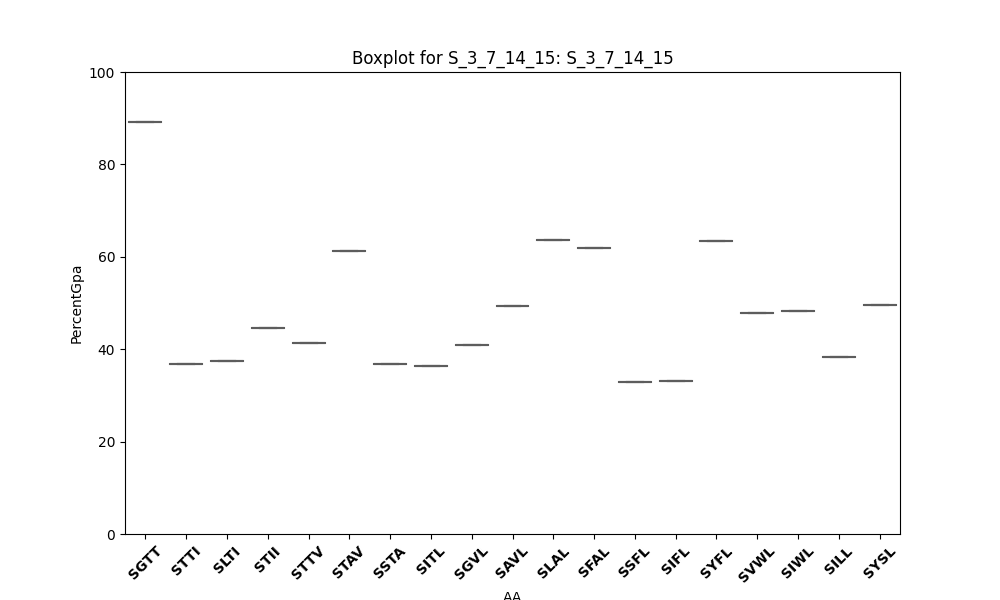 Boxplot for S_3_7_14_15: S_3_7_14_15
100
80
60
40
20
0
PercentGpa
SGTT STTI SLTI STII STTV STAV SSTA SITL SGVL SAVL SLAL SFAL SSFL SIFL SYFL SVWL SIWL SILL SYSL
AA